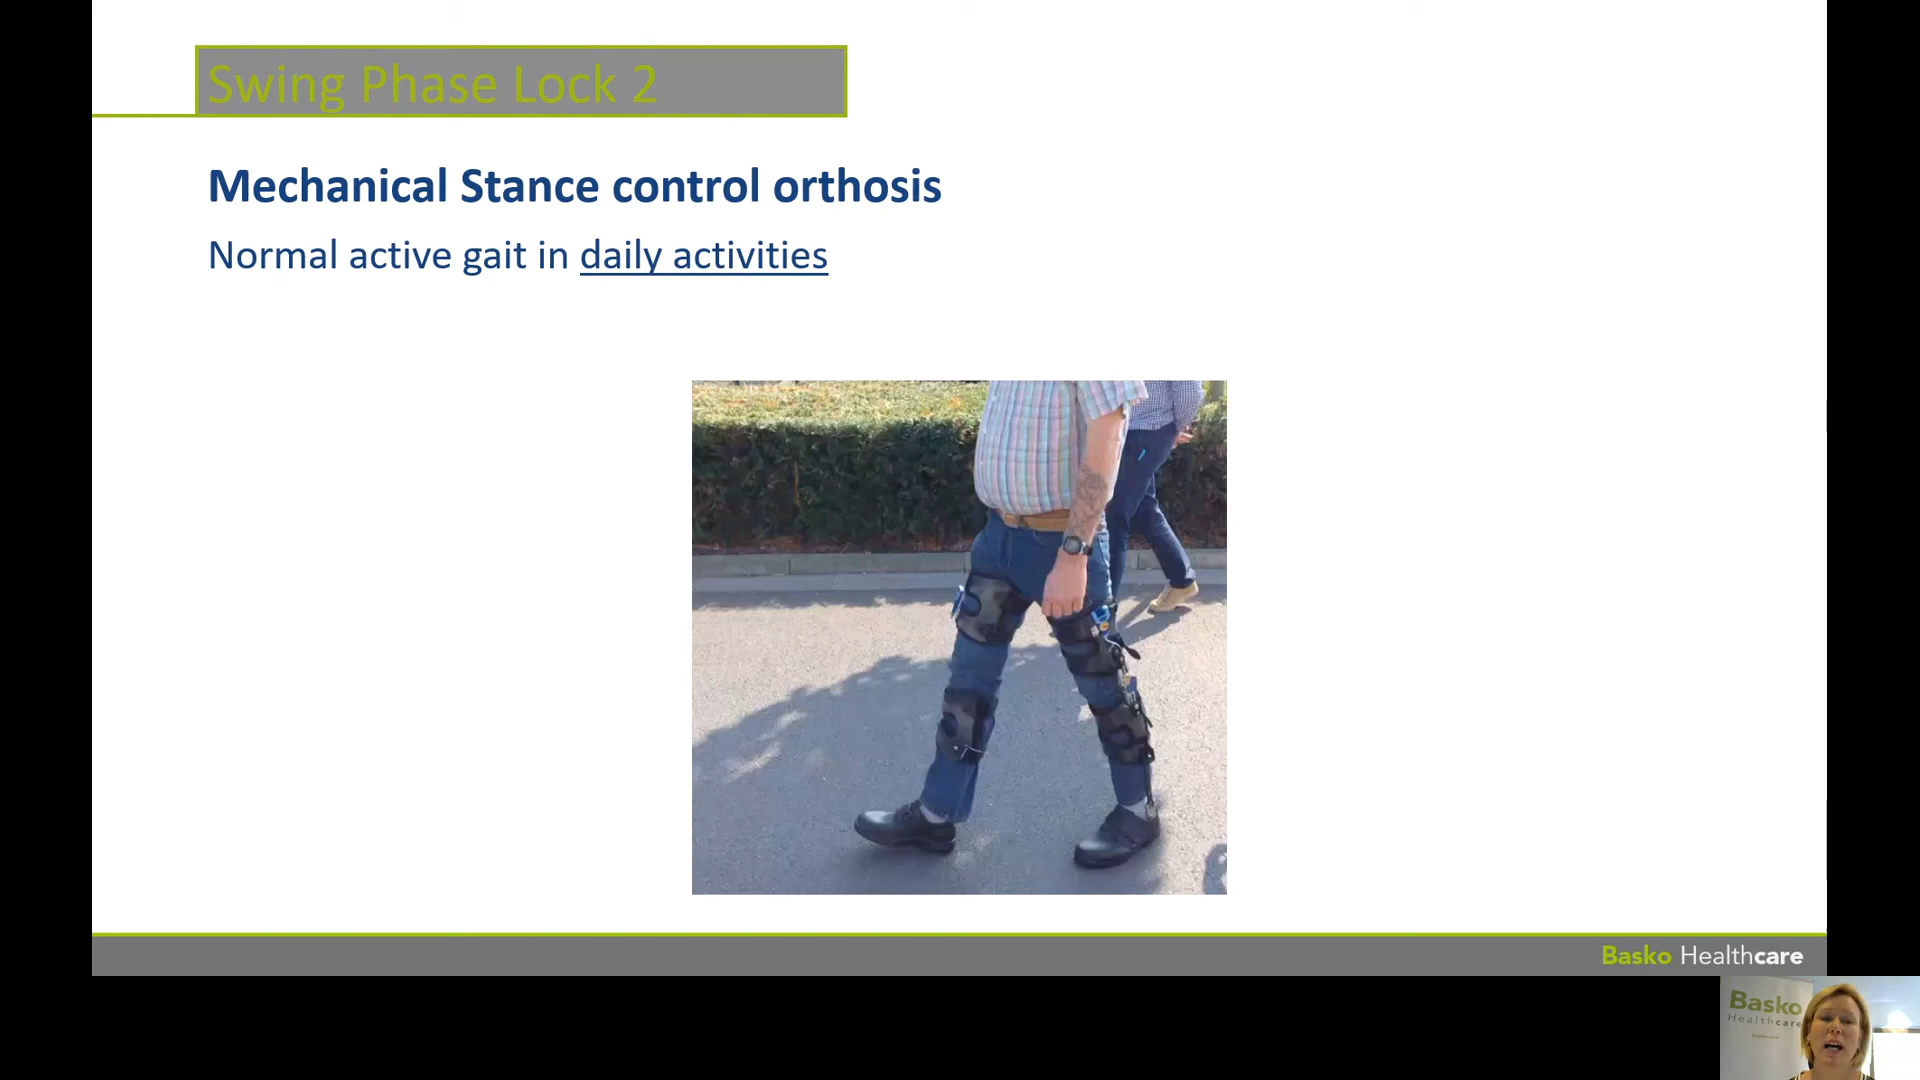 Swing Phase Lock 2
Mechanical Stance control orthosis
Normal active gait in daily activities
Basko Healthcare
Basko
Healthcare